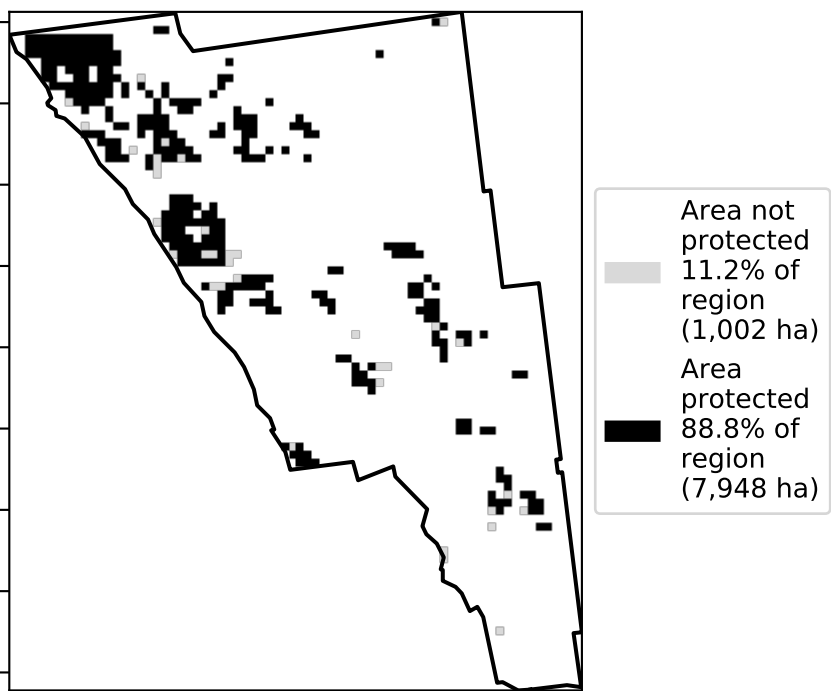 Area not
protected
11.2% of
region
(1,002 ha)
Area
protected
88.8% of
region
(7,948 ha)